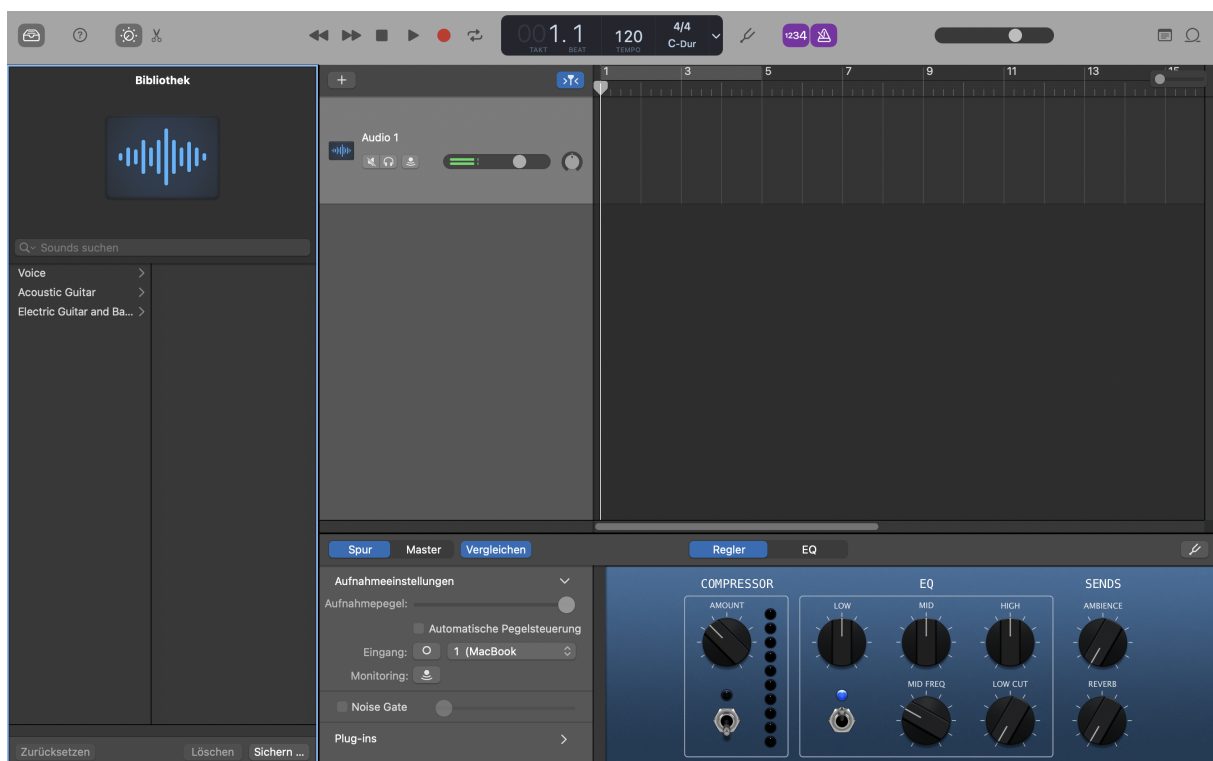 001.1
TAKT BEAT
120
TEMPO
4/4
C-Dur
1234
Bibliothek
Sounds suchen
Voice
Acoustic Guitar
Electric Guitar and Ba...
Zurücksetzen Löschen Sichern ...
1 3 5 7 9 11 13 15
Audio 1
Spur Master Vergleichen
Regler EQ
Aufnahmeeinstellungen
Aufnahmepegel:
Automatische Pegelsteuerung
Eingang: 1 (MacBook
Monitoring:
Noise Gate
Plug-ins
COMPRESSOR EQ SENDS
AMOUNT LOW MID HIGH AMBIENCE
MID FREQ LOW CUT REVERB